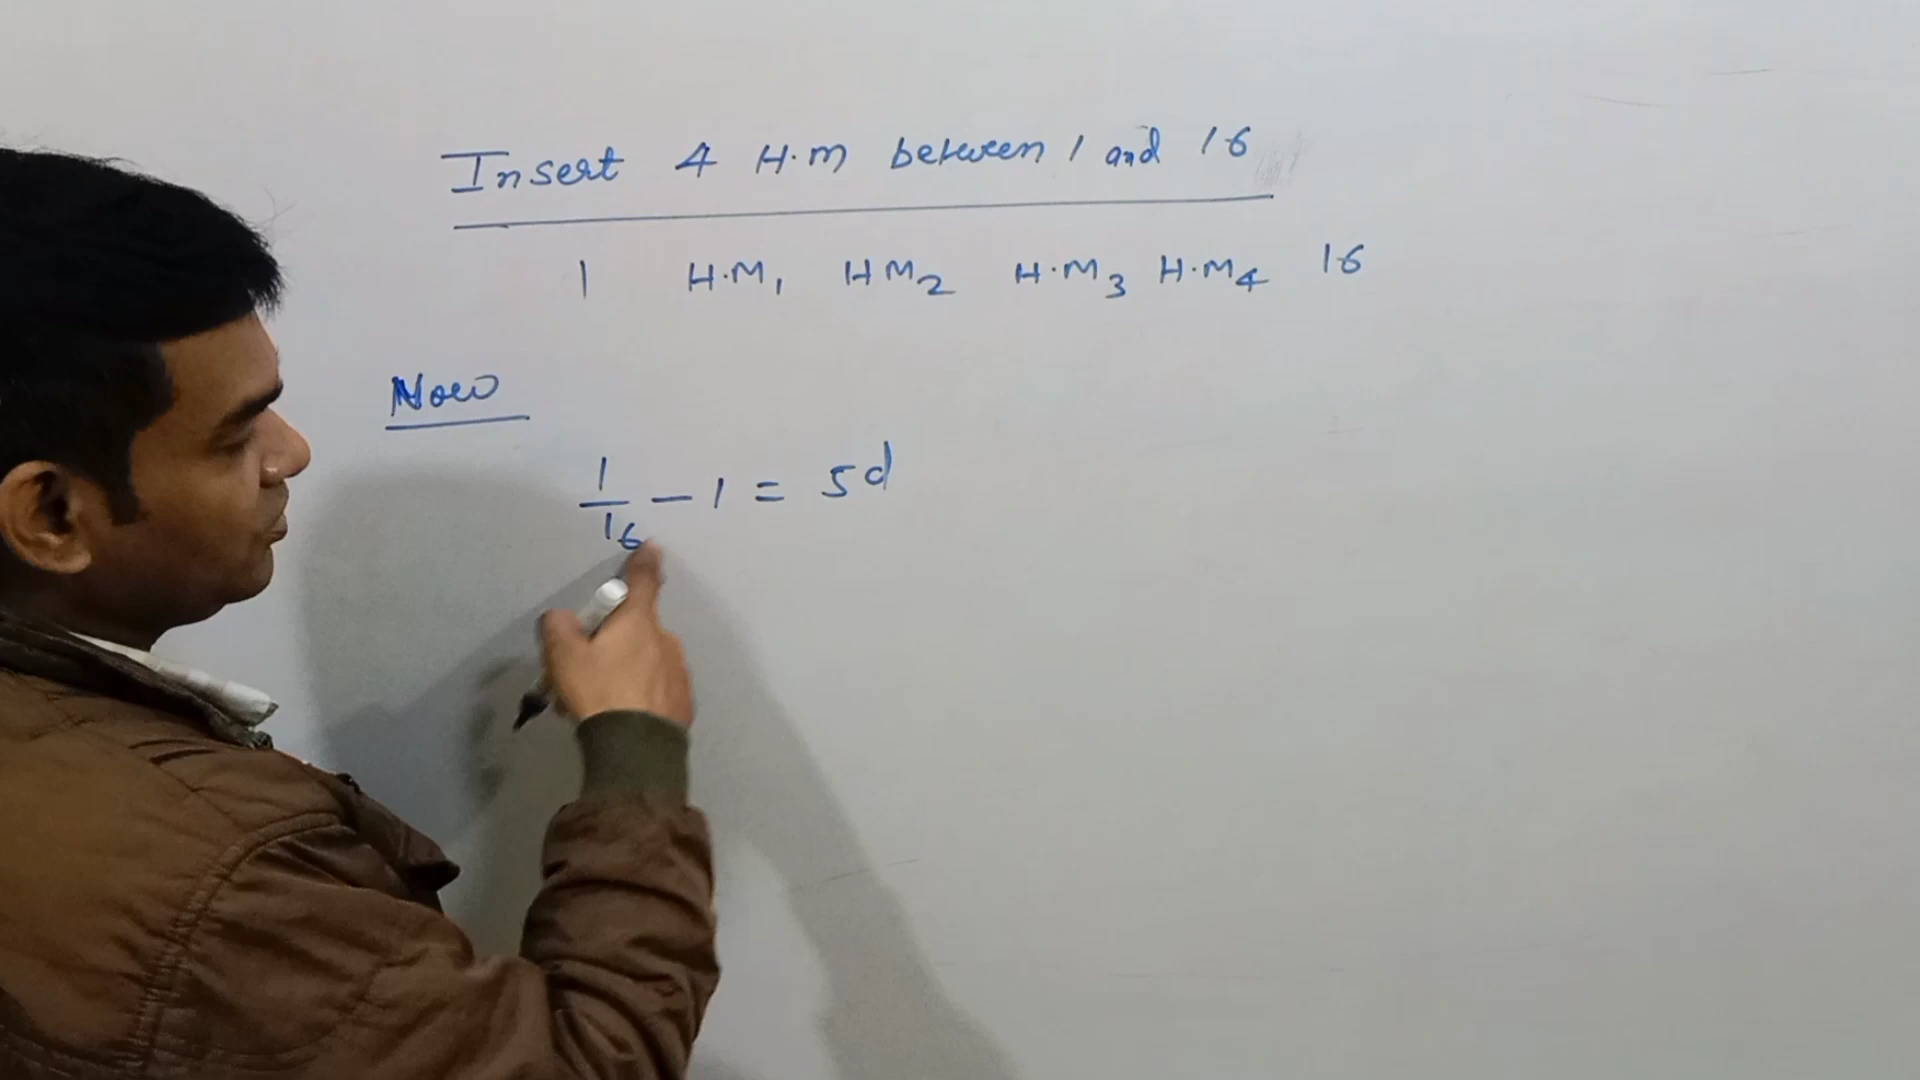 Insert 4 H.M between 1 and 16
1 H.M₁ HM₂ H.M₃ H.M₄ 16
Now
1/16 - 1 = 5d